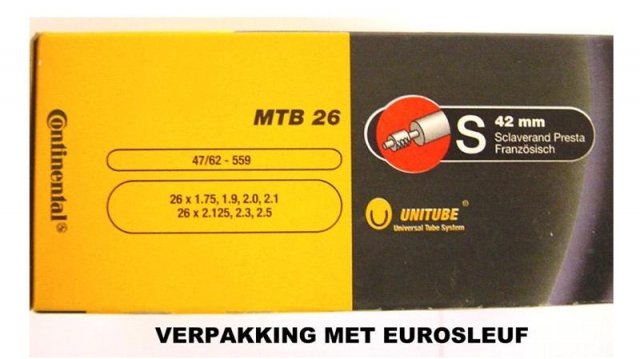 Continental®
MTB 26
47/62 - 559
26 x 1.75, 1.9, 2.0, 2.1
26 x 2.125, 2.3, 2.5
S
42 mm
Sclaverand Presta
Französisch
UNITUBE®
Universal Tube System
VERPAKKING MET EUROSLEUF